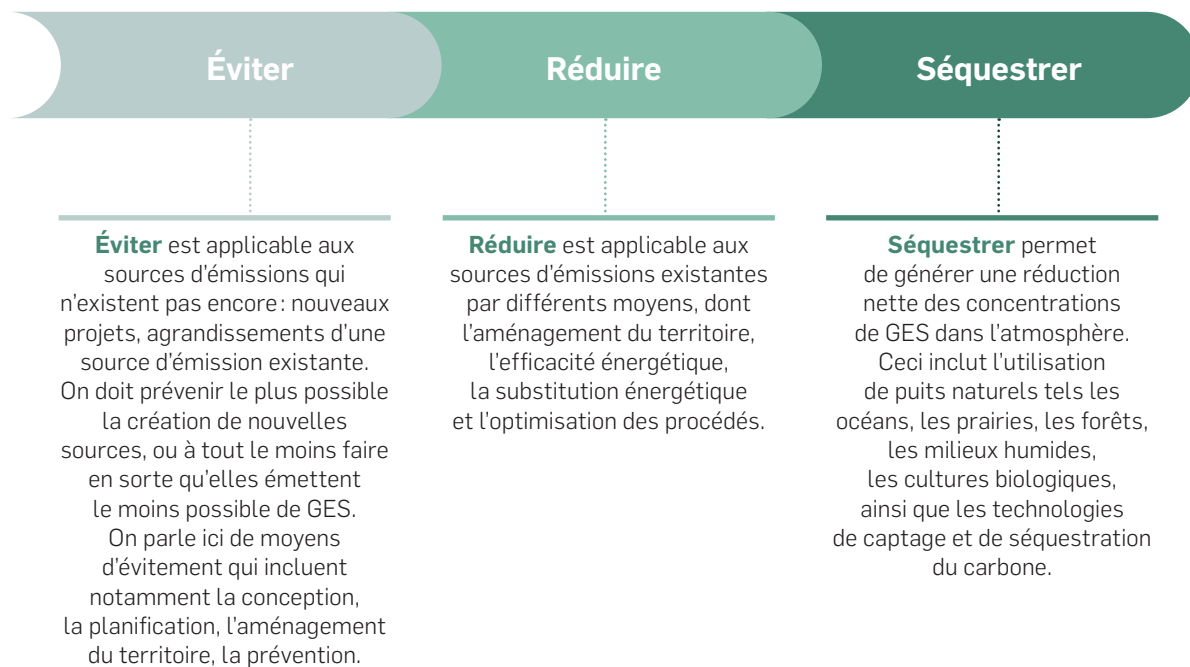 Éviter
Réduire
Séquestrer
Éviter est applicable aux
sources d'émissions qui
n'existent pas encore : nouveaux
projets, agrandissements d'une
source d'émission existante.
On doit prévenir le plus possible
la création de nouvelles
sources, ou à tout le moins faire
en sorte qu'elles émettent
le moins possible de GES.
On parle ici de moyens
d'évitement qui incluent
notamment la conception,
la planification, l'aménagement
du territoire, la prévention.
Réduire est applicable aux
sources d'émissions existantes
par différents moyens, dont
l'aménagement du territoire,
l'efficacité énergétique,
la substitution énergétique
et l'optimisation des procédés.
Séquestrer permet
de générer une réduction
nette des concentrations
de GES dans l'atmosphère.
Ceci inclut l'utilisation
de puits naturels tels les
océans, les prairies, les forêts,
les milieux humides,
les cultures biologiques,
ainsi que les technologies
de captage et de séquestration
du carbone.